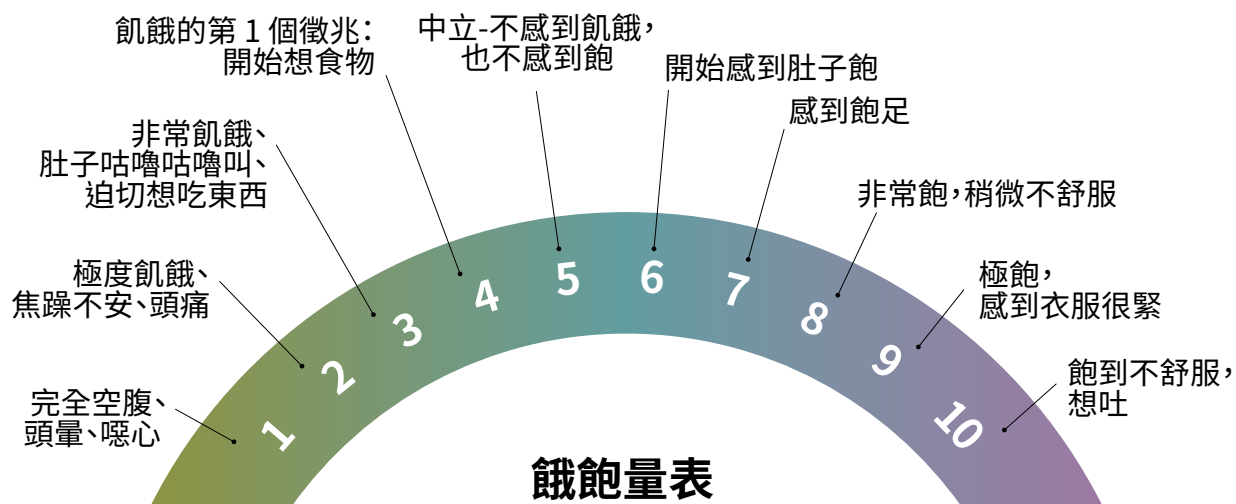 完全空腹、
頭暈、噁心
1
極度飢餓、
焦躁不安、頭痛
2
非常飢餓、
肚子咕嚕咕嚕叫、
迫切想吃東西
3
飢餓的第 1 個徵兆：
開始想食物
4
中立-不感到飢餓，
也不感到飽
5
開始感到肚子飽
6
感到飽足
7
非常飽，稍微不舒服
8
極飽，
感到衣服很緊
9
飽到不舒服，
想吐
10
餓飽量表